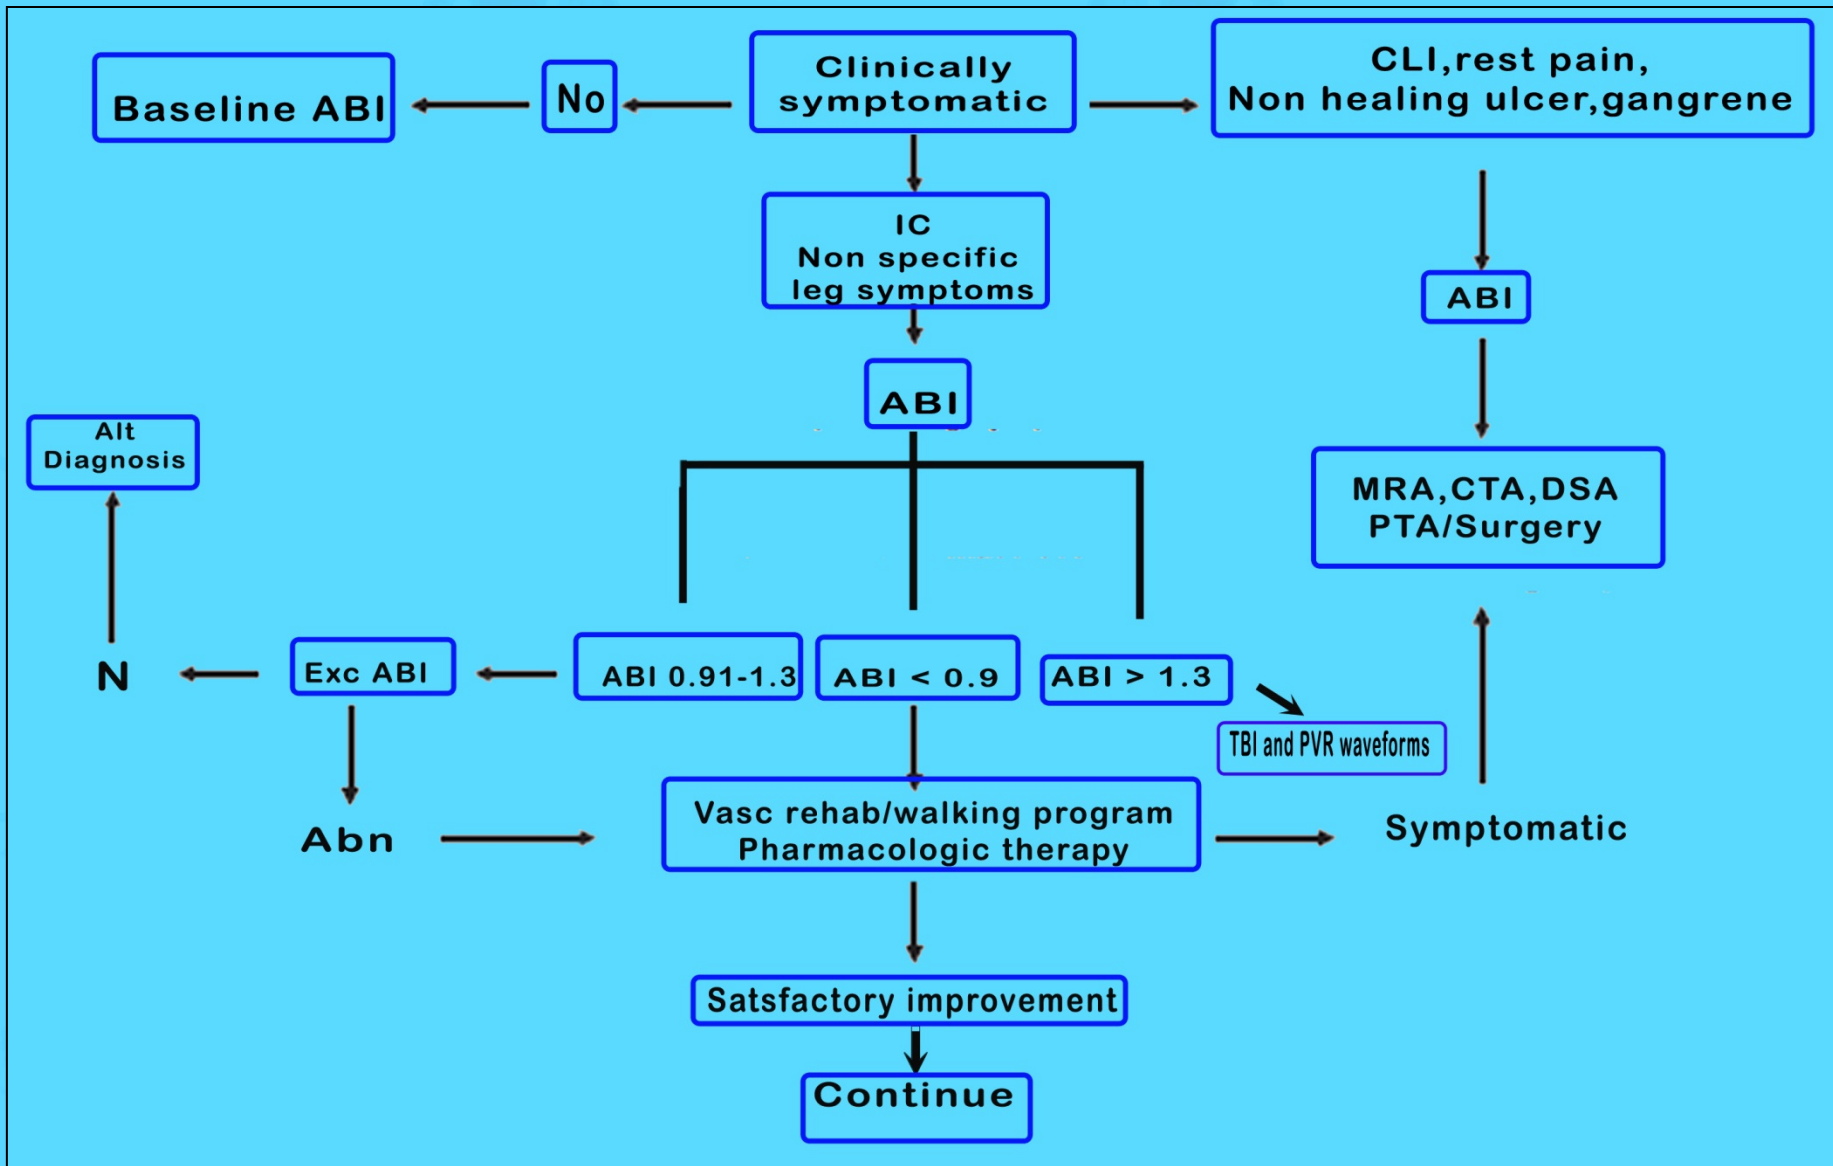 Clinically
symptomatic
No
Baseline ABI
CLI,rest pain,
Non healing ulcer,gangrene
IC
Non specific
leg symptoms
ABI
ABI
Alt
Diagnosis
MRA,CTA,DSA
PTA/Surgery
N
Exc ABI
ABI 0.91-1.3
ABI < 0.9
ABI > 1.3
TBI and PVR waveforms
Abn
Vasc rehab/walking program
Pharmacologic therapy
Symptomatic
Satsfactory improvement
Continue